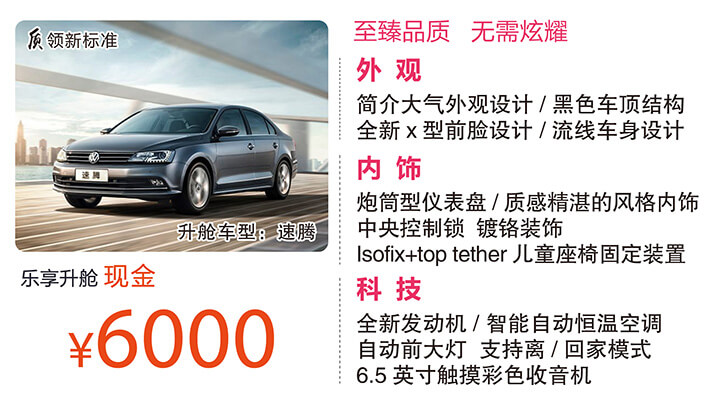 质 领新标准
速腾
升舱车型：速腾
乐享升舱 现金
¥6000
至臻品质 无需炫耀
外 观
简介大气外观设计 / 黑色车顶结构
全新 x 型前脸设计 / 流线车身设计
内 饰
炮筒型仪表盘 / 质感精湛的风格内饰
中央控制锁 镀铬装饰
Isofix+top tether 儿童座椅固定装置
科 技
全新发动机 / 智能自动恒温空调
自动前大灯 支持离 / 回家模式
6.5 英寸触摸彩色收音机